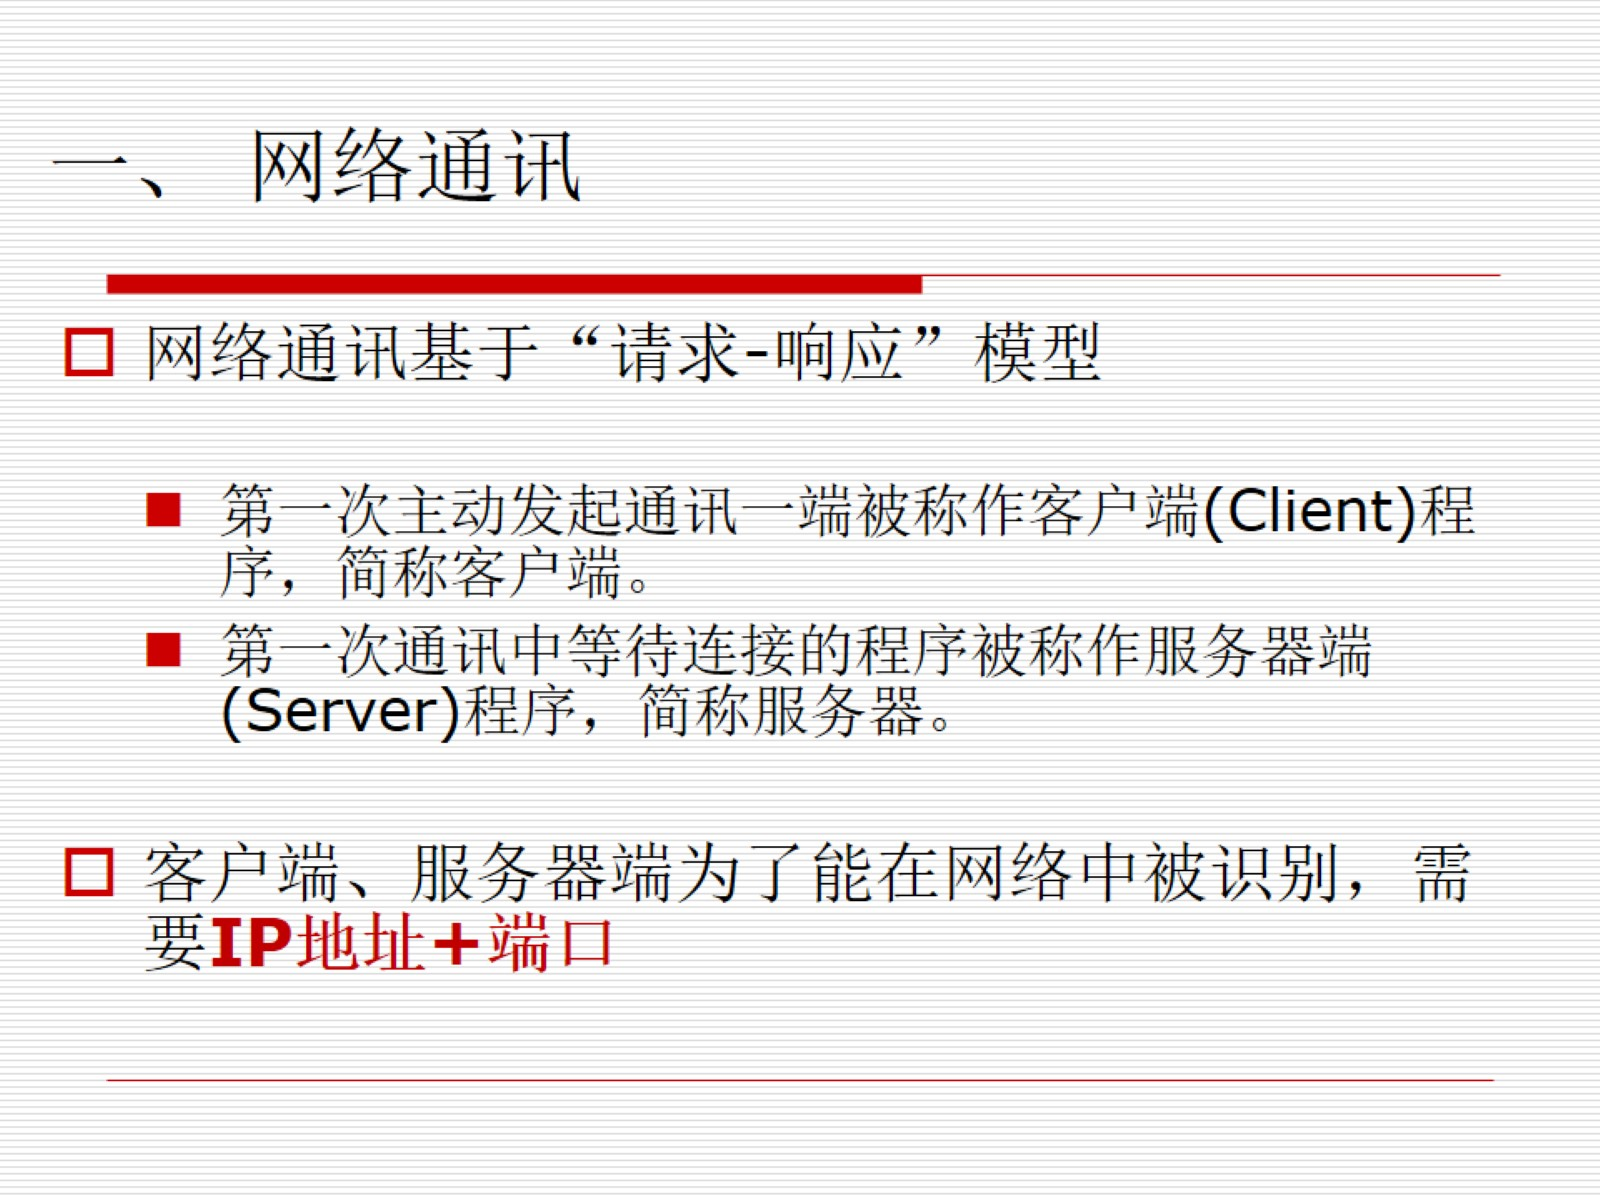 一、 网络通讯
网络通讯基于“请求-响应”模型
第一次主动发起通讯一端被称作客户端(Client)程
序，简称客户端。
第一次通讯中等待连接的程序被称作服务器端
(Server)程序，简称服务器。
客户端、服务器端为了能在网络中被识别，需
要IP地址+端口